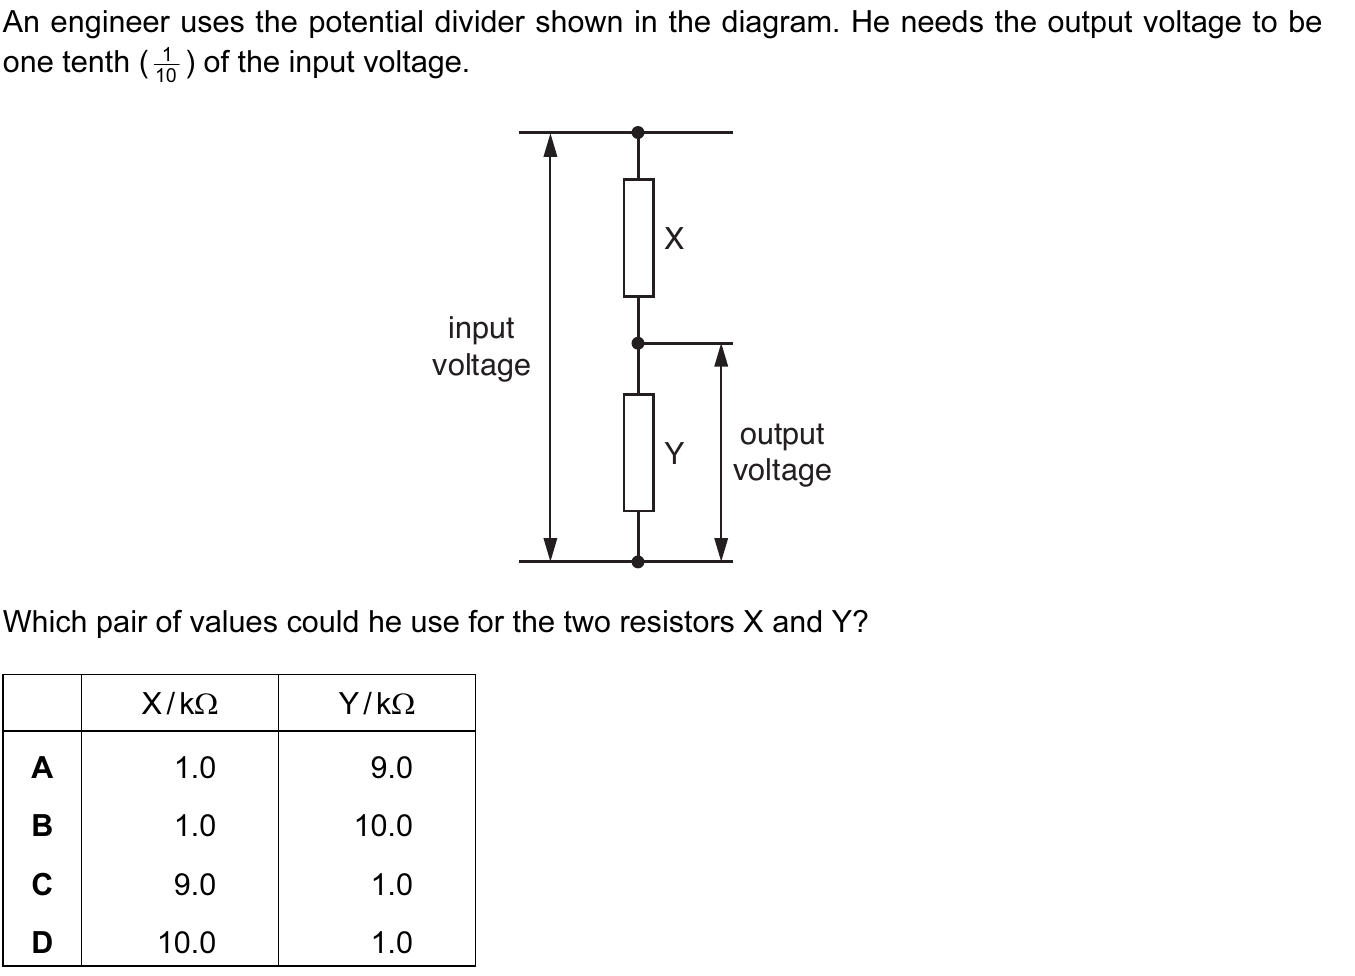 An engineer uses the potential divider shown in the diagram. He needs the output voltage to be
one tenth (1/10) of the input voltage.
X
input
voltage
Y
output
voltage
Which pair of values could he use for the two resistors X and Y?
X/kΩ Y/kΩ
A 1.0 9.0
B 1.0 10.0
C 9.0 1.0
D 10.0 1.0